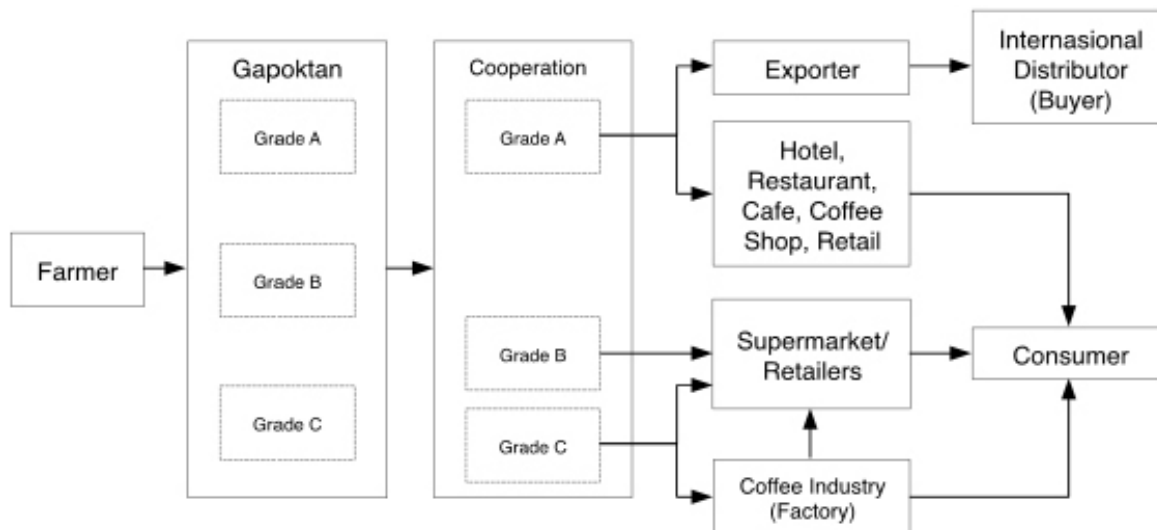 Farmer
Gapoktan
Grade A
Grade B
Grade C
Cooperation
Grade A
Grade B
Grade C
Exporter
Internasional
Distributor
(Buyer)
Hotel,
Restaurant,
Cafe, Coffee
Shop, Retail
Supermarket/
Retailers
Consumer
Coffee Industry
(Factory)